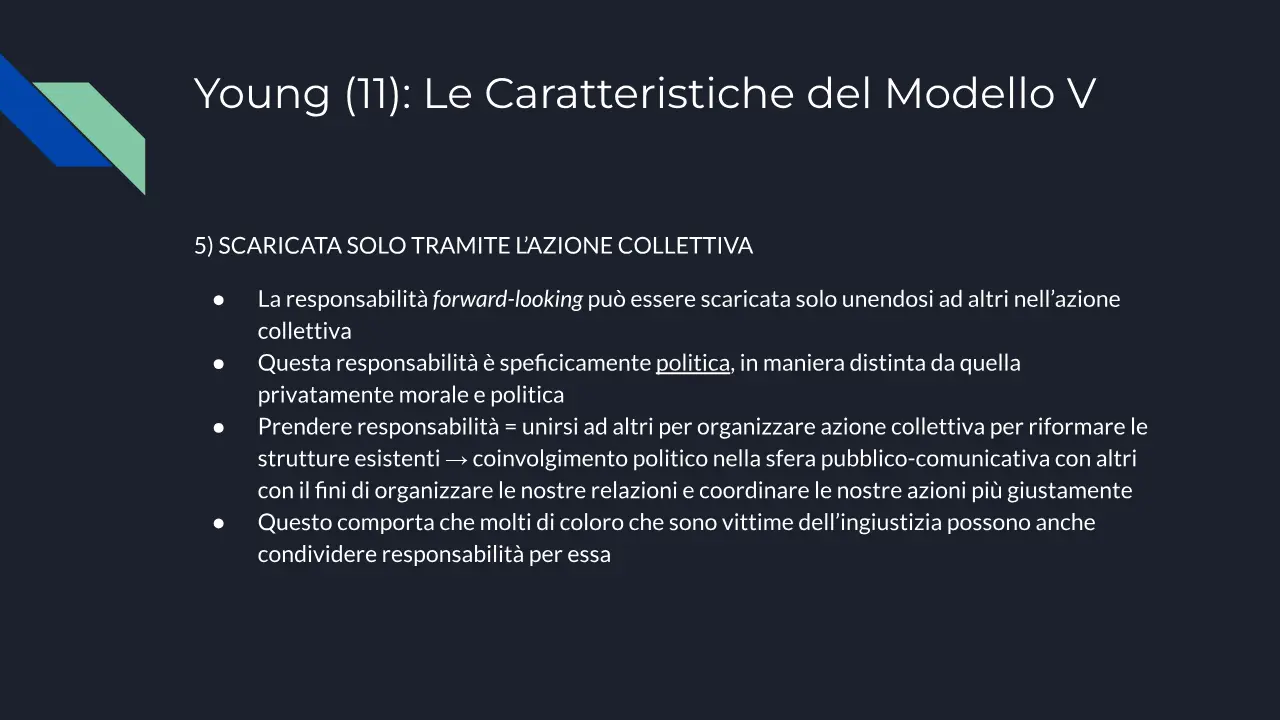 Young (11): Le Caratteristiche del Modello V
5) SCARICATA SOLO TRAMITE L’AZIONE COLLETTIVA
● La responsabilità forward-looking può essere scaricata solo unendosi ad altri nell’azione
collettiva
● Questa responsabilità è speficicamente politica, in maniera distinta da quella
privatamente morale e politica
● Prendere responsabilità = unirsi ad altri per organizzare azione collettiva per riformare le
strutture esistenti → coinvolgimento politico nella sfera pubblico-comunicativa con altri
con il fini di organizzare le nostre relazioni e coordinare le nostre azioni più giustamente
● Questo comporta che molti di coloro che sono vittime dell’ingiustizia possono anche
condividere responsabilità per essa